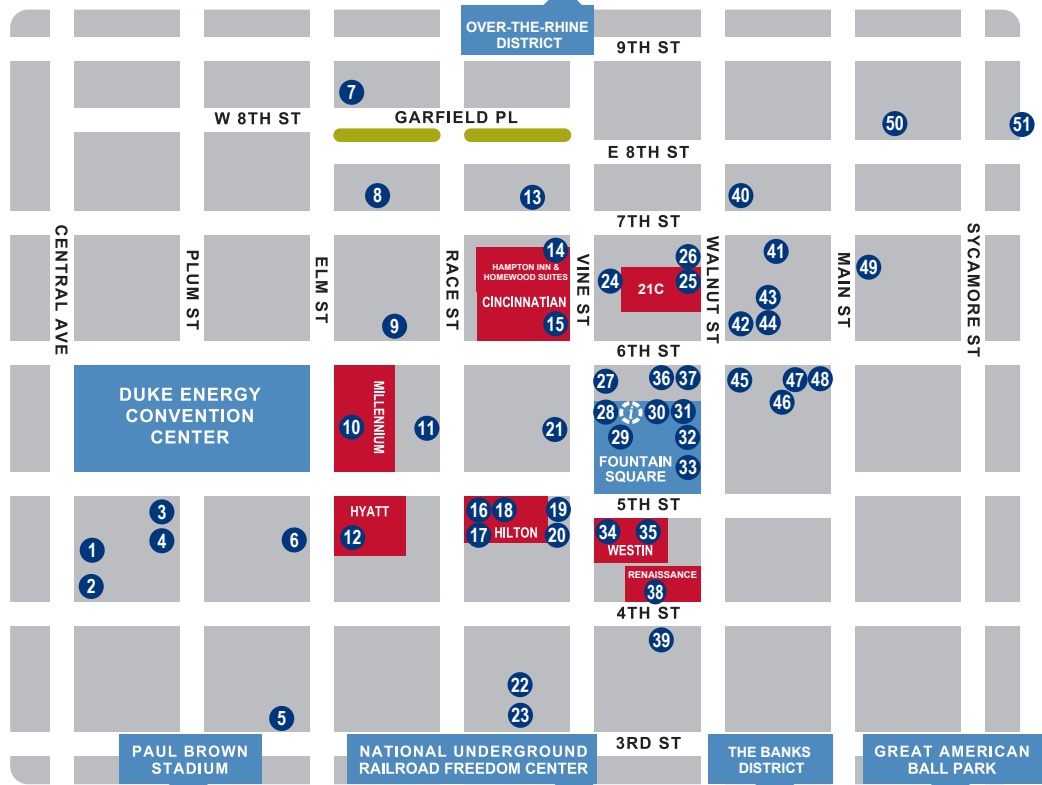 OVER-THE-RHINE
DISTRICT
9TH ST
7
W 8TH ST
GARFIELD PL
50
51
E 8TH ST
8
13
40
7TH ST
CENTRAL AVE
PLUM ST
ELM ST
RACE ST
VINE ST
WALNUT ST
MAIN ST
SYCAMORE ST
14
HAMPTON INN &
HOMEWOOD SUITES
CINCINNATIAN
15
26
24
21C
25
41
43
42
44
49
9
6TH ST
DUKE ENERGY
CONVENTION
CENTER
MILLENNIUM
10
11
21
27
36
37
28
i
30
31
29
32
FOUNTAIN
SQUARE
33
45
47
48
46
5TH ST
3
4
1
2
6
HYATT
12
16
18
19
17
HILTON
20
34
35
WESTIN
RENAISSANCE
38
4TH ST
39
22
23
5
3RD ST
PAUL BROWN
STADIUM
NATIONAL UNDERGROUND
RAILROAD FREEDOM CENTER
THE BANKS
DISTRICT
GREAT AMERICAN
BALL PARK